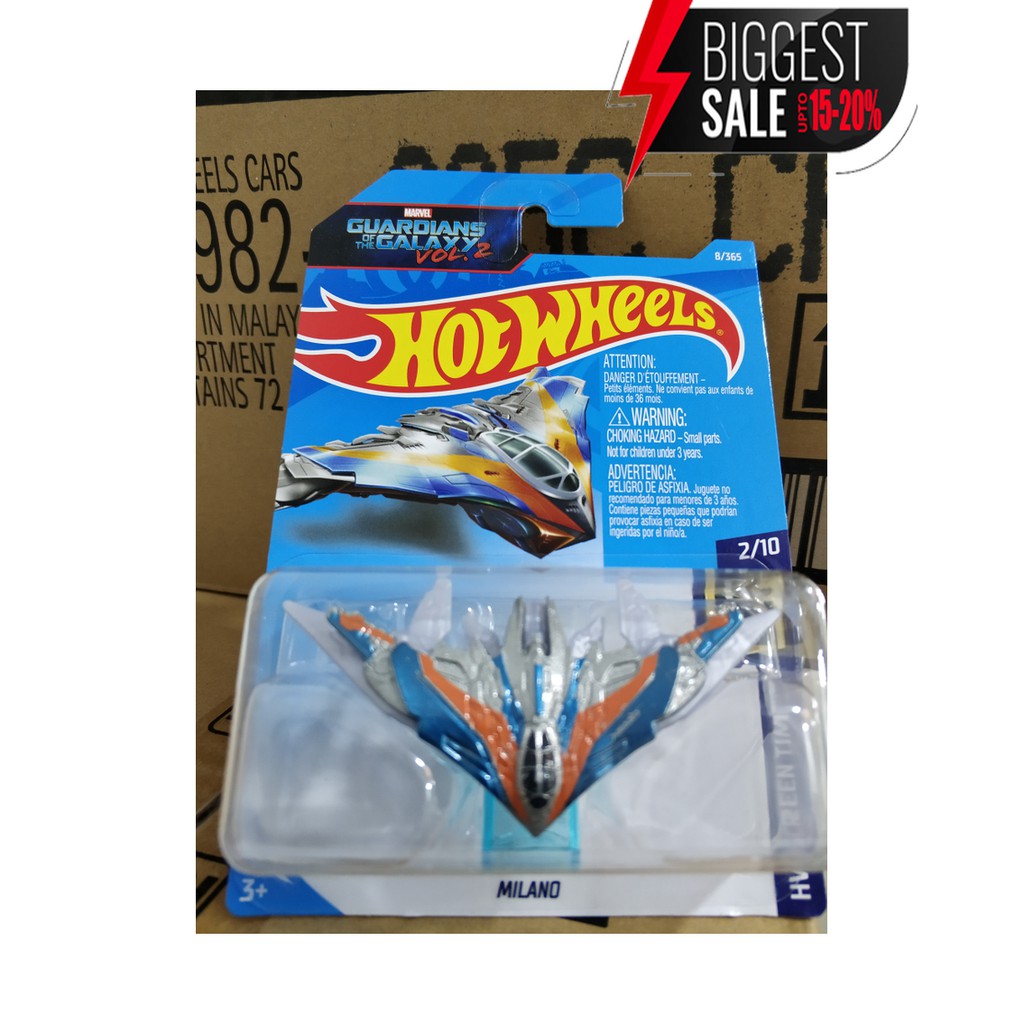 BIGGEST
SALE UPTO 15-20%
EELS CARS
982-
IN MALAY
RTMENT
TAINS 72
MARVEL
GUARDIANS
OF THE GALAXY
VOL. 2
8/365
HOT WHEELS®
ATTENTION:
DANGER D'ÉTOUFFEMENT –
Petits éléments. Ne convient pas aux enfants de
moins de 36 mois.
WARNING:
CHOKING HAZARD – Small parts.
Not for children under 3 years.
ADVERTENCIA:
PELIGRO DE ASFIXIA. Juguete no
recomendado para menores de 3 años.
Contiene piezas pequeñas que podrían
provocar asfixia en caso de ser
ingeridas por el niño/a.
2/10
HW SCREEN TIM
3+
MILANO